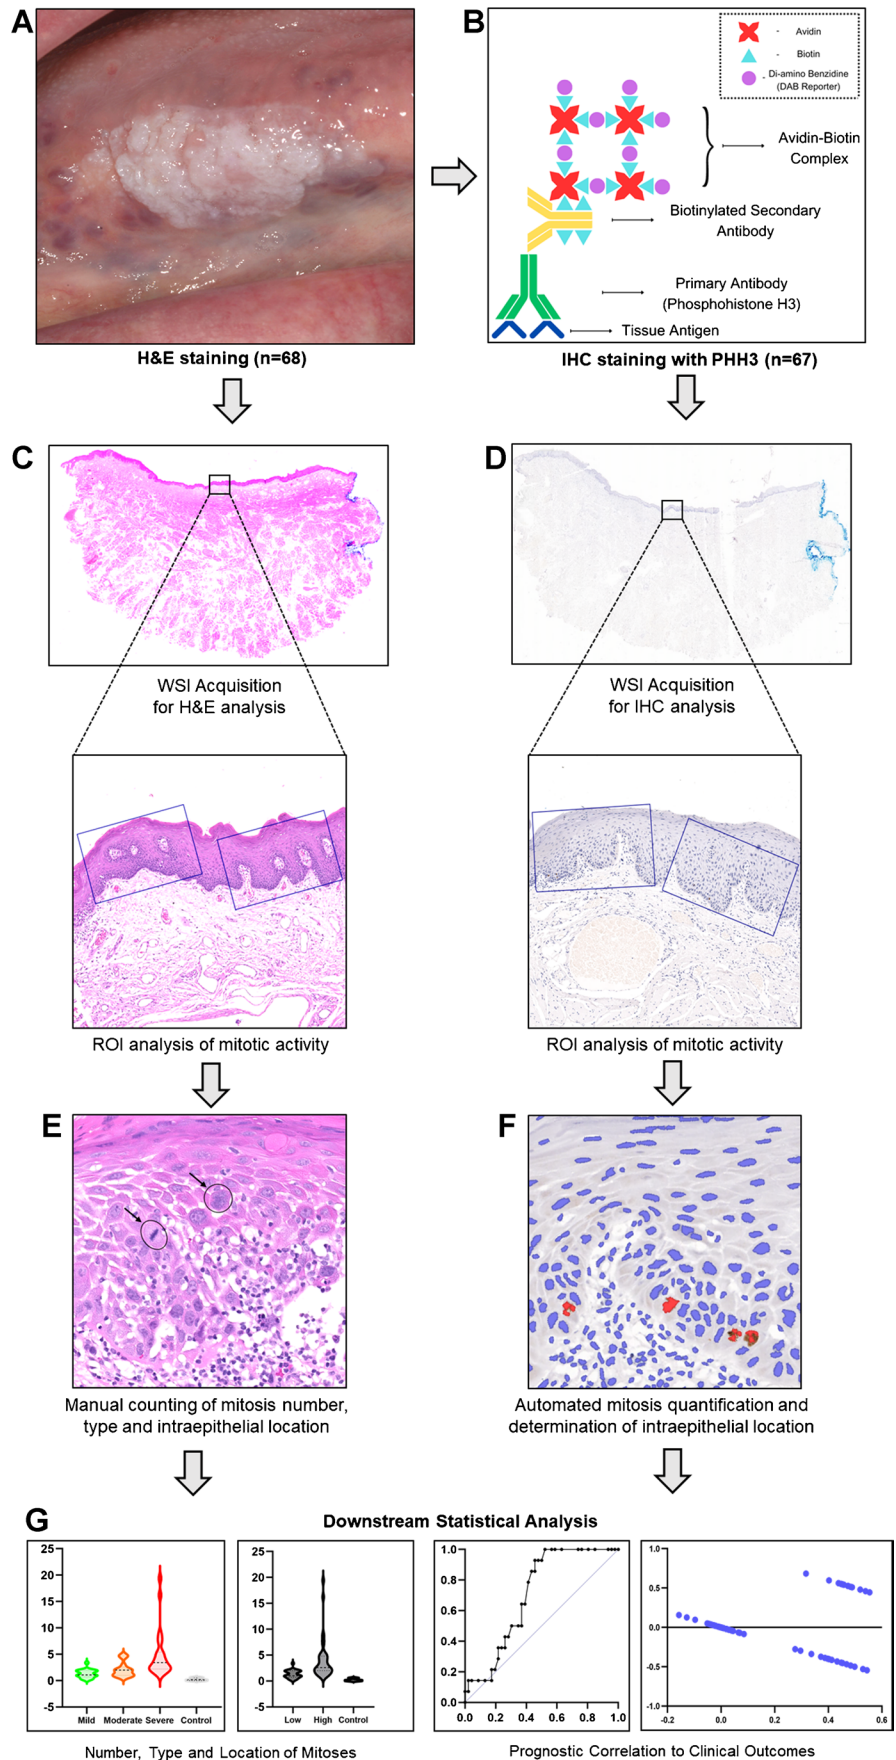 A
B
- Avidin
- Biotin
- Di-amino Benzidine
(DAB Reporter)
Avidin-Biotin
Complex
Biotinylated Secondary
Antibody
Primary Antibody
(Phosphohistone H3)
Tissue Antigen
H&E staining (n=68)
IHC staining with PHH3 (n=67)
C
D
WSI Acquisition
for H&E analysis
WSI Acquisition
for IHC analysis
ROI analysis of mitotic activity
ROI analysis of mitotic activity
E
F
Manual counting of mitosis number,
type and intraepithelial location
Automated mitosis quantification and
determination of intraepithelial location
G
Downstream Statistical Analysis
25
20
15
10
5
0
-5
Mild Moderate Severe Control
25
20
15
10
5
0
-5
Low High Control
1.0
0.8
0.6
0.4
0.2
0.0
0.0 0.2 0.4 0.6 0.8 1.0
1.0
0.5
0.0
-0.5
-1.0
-0.2 0.0 0.2 0.4 0.6
Number, Type and Location of Mitoses
Prognostic Correlation to Clinical Outcomes